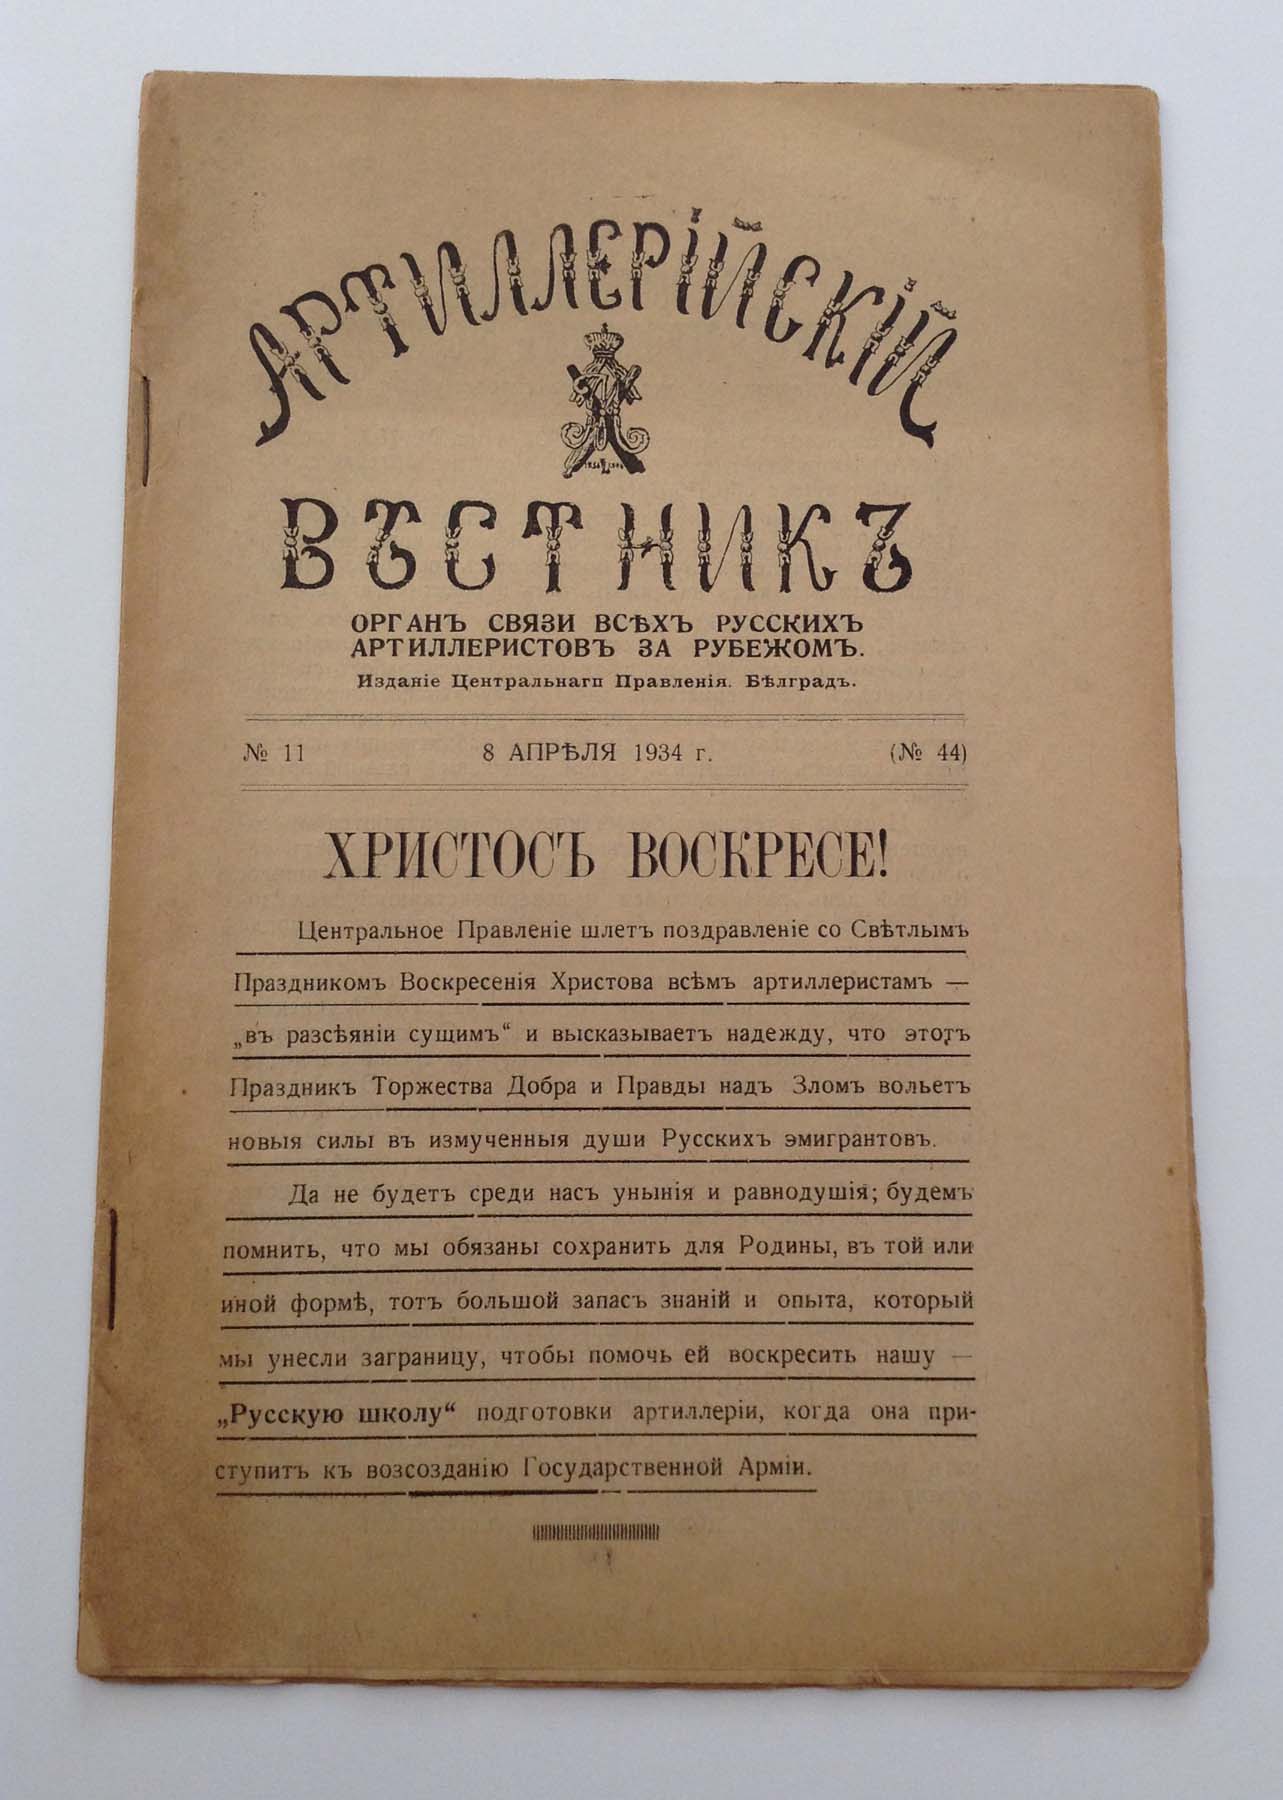 АРТИЛЛЕРІЙСКІЙ
ВѢСТНИКЪ
ОРГАНЪ СВЯЗИ ВСѢХЪ РУССКИХЪ
АРТИЛЛЕРИСТОВЪ ЗА РУБЕЖОМЪ.
Изданіе Центральнагп Правленія. Бѣлградъ.
№ 11 8 АПРѢЛЯ 1934 г. (№ 44)
ХРИСТОСЪ ВОСКРЕСЕ!
Центральное Правленіе шлетъ поздравленіе со Свѣтлымъ
Праздникомъ Воскресенія Христова всѣмъ артиллеристамъ —
„въ разсѣяніи сущимъ“ и высказываетъ надежду, что этотъ
Праздникъ Торжества Добра и Правды надъ Зломъ вольетъ
новыя силы въ измученныя души Русскихъ эмигрантовъ.
Да не будетъ среди насъ унынія и равнодушія; будемъ
помнить, что мы обязаны сохранить для Родины, въ той или
иной формѣ, тотъ большой запасъ знаній и опыта, который
мы унесли заграницу, чтобы помочь ей воскресить нашу —
„Русскую школу“ подготовки артиллеріи, когда она при-
ступитъ къ возсозданію Государственной Арміи.